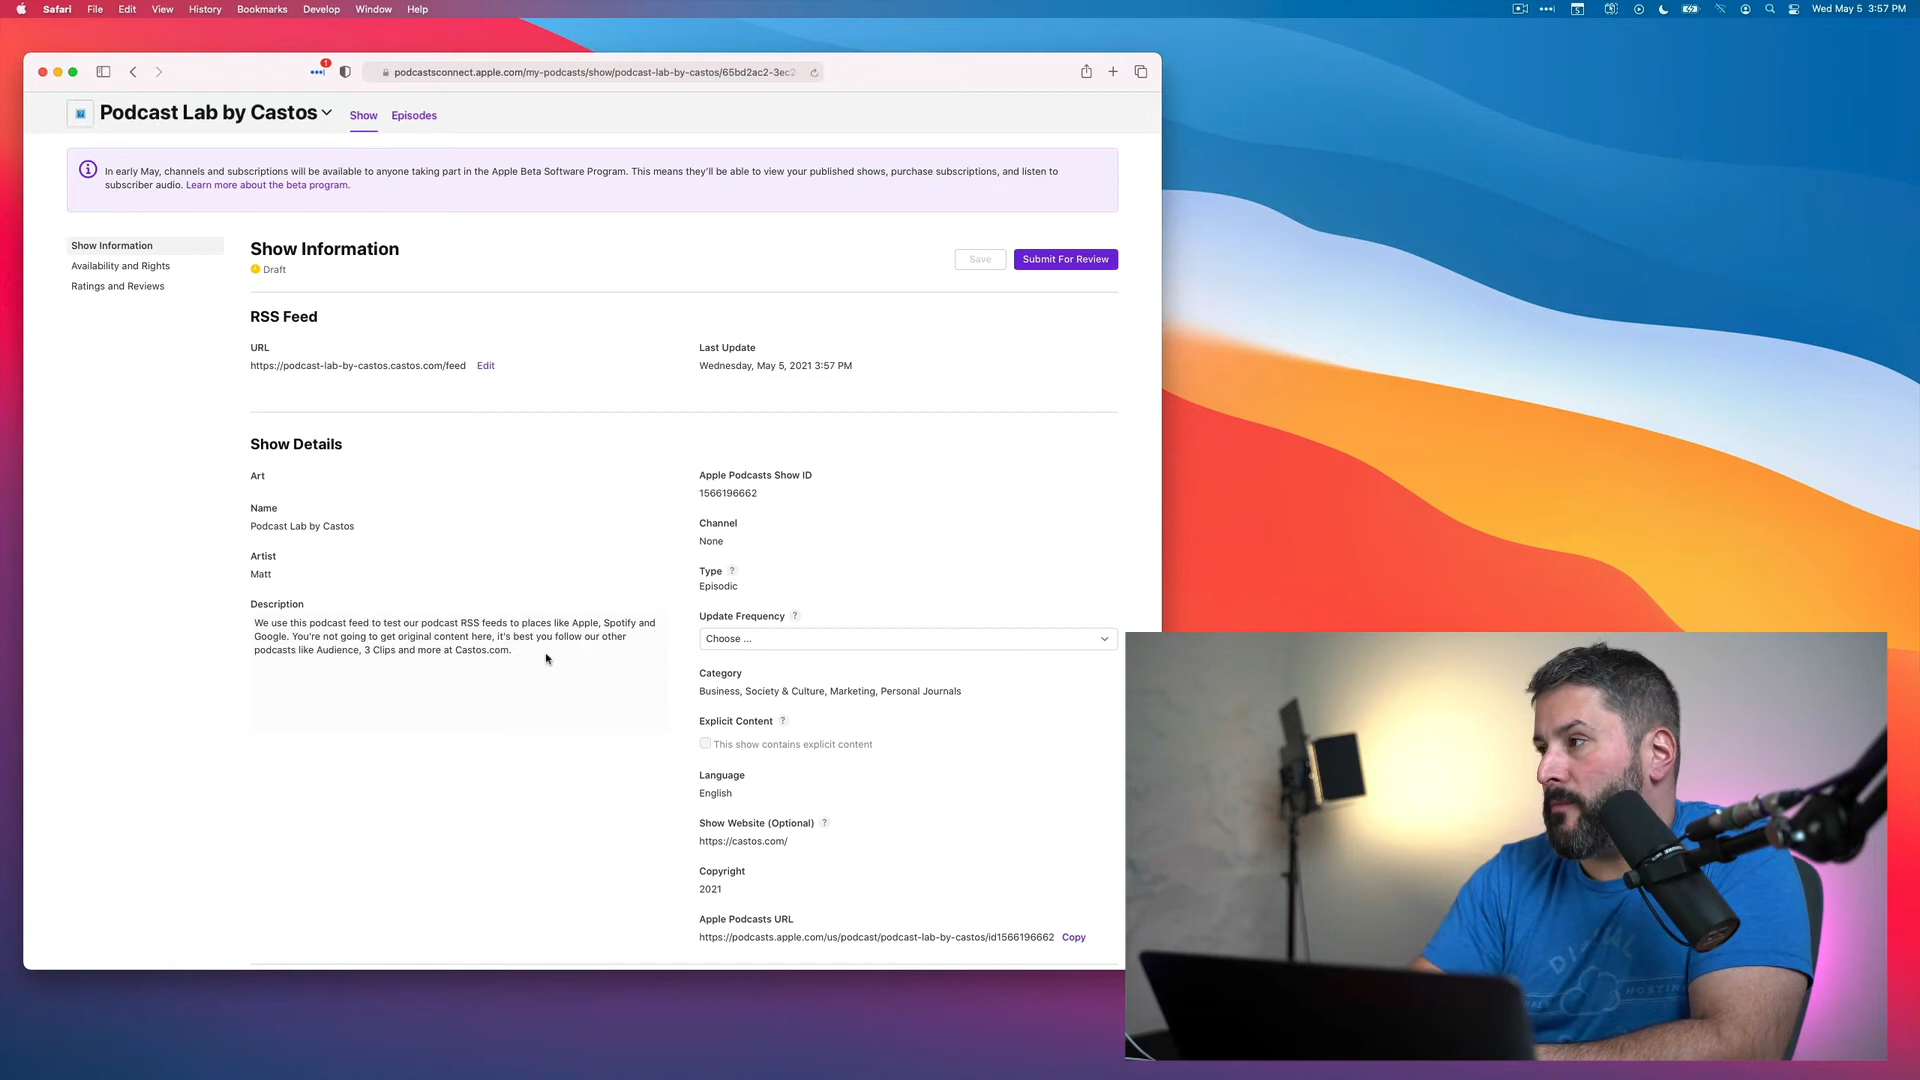 Safari File Edit View History Bookmarks Develop Window Help
Wed May 5 3:57 PM
1
podcastsconnect.apple.com/my-podcasts/show/podcast-lab-by-castos/65bd2ac2-3ec2
Podcast Lab by Castos Show Episodes
In early May, channels and subscriptions will be available to anyone taking part in the Apple Beta Software Program. This means they'll be able to view your published shows, purchase subscriptions, and listen to
subscriber audio. Learn more about the beta program.
Show Information
Availability and Rights
Ratings and Reviews
Show Information
Draft
Save
Submit For Review
RSS Feed
URL
https://podcast-lab-by-castos.castos.com/feed Edit
Last Update
Wednesday, May 5, 2021 3:57 PM
Show Details
Art
Name
Podcast Lab by Castos
Artist
Matt
Description
We use this podcast feed to test our podcast RSS feeds to places like Apple, Spotify and
Google. You're not going to get original content here, it's best you follow our other
podcasts like Audience, 3 Clips and more at Castos.com.
Apple Podcasts Show ID
1566196662
Channel
None
Type ?
Episodic
Update Frequency ?
Choose ...
Category
Business, Society & Culture, Marketing, Personal Journals
Explicit Content ?
This show contains explicit content
Language
English
Show Website (Optional) ?
https://castos.com/
Copyright
2021
Apple Podcasts URL
https://podcasts.apple.com/us/podcast/podcast-lab-by-castos/id1566196662 Copy
HOSTING